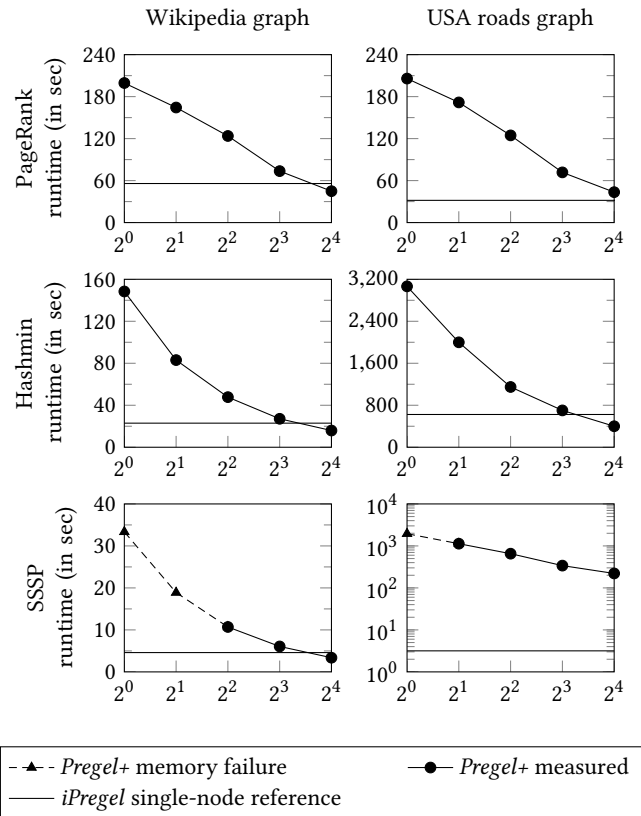 Wikipedia graph
USA roads graph
PageRank
runtime (in sec)
240
180
120
60
0
2^0 2^1 2^2 2^3 2^4
240
180
120
60
0
2^0 2^1 2^2 2^3 2^4
Hashmin
runtime (in sec)
160
120
80
40
0
2^0 2^1 2^2 2^3 2^4
3,200
2,400
1,600
800
0
2^0 2^1 2^2 2^3 2^4
SSSP
runtime (in sec)
40
30
20
10
0
2^0 2^1 2^2 2^3 2^4
10^4
10^3
10^2
10^1
10^0
2^0 2^1 2^2 2^3 2^4
Pregel+ memory failure
Pregel+ measured
iPregel single-node reference